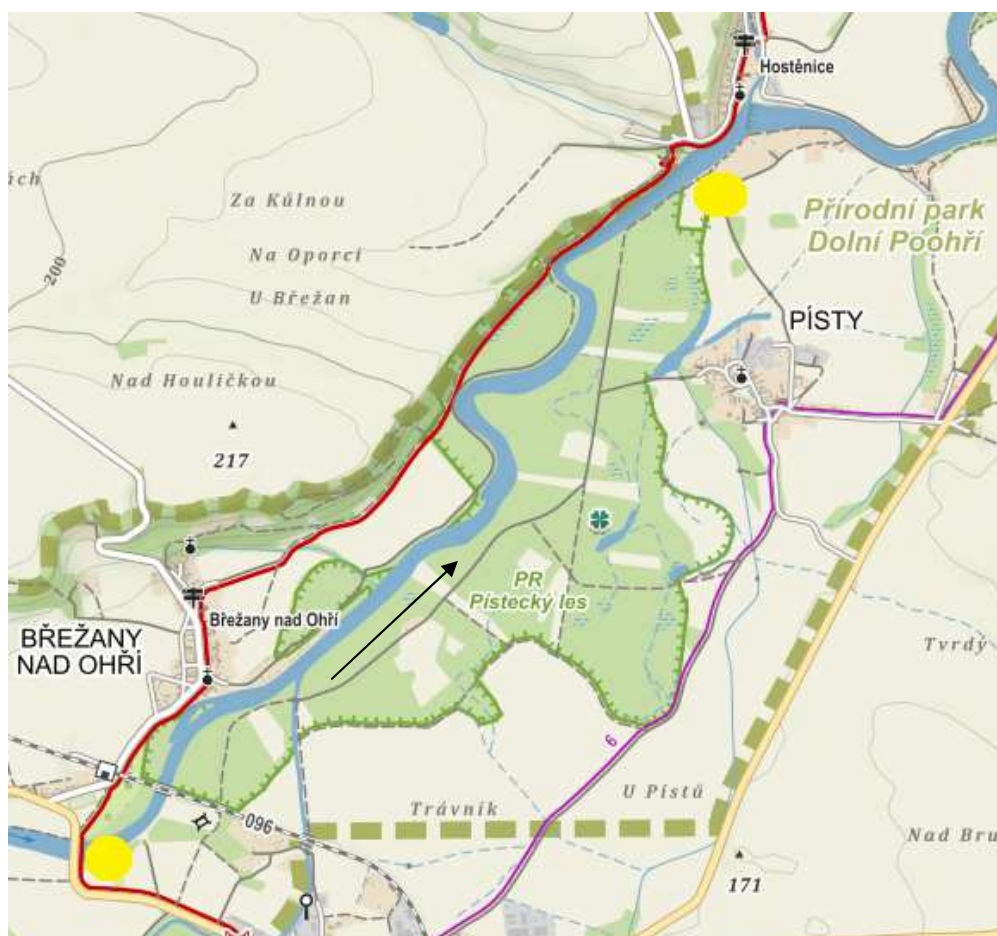 Hostěnice
ách
Za Kůlnou
Přírodní park
Dolní Poohří
Na Oporci
200
U Břežan
PÍSTY
Nad Houličkou
217
PR
Pístecký les
BŘEŽANY
NAD OHŘÍ
Břežany nad Ohří
Tvrdý
6
U Pístů
Trávník
096
Nad Bru
171